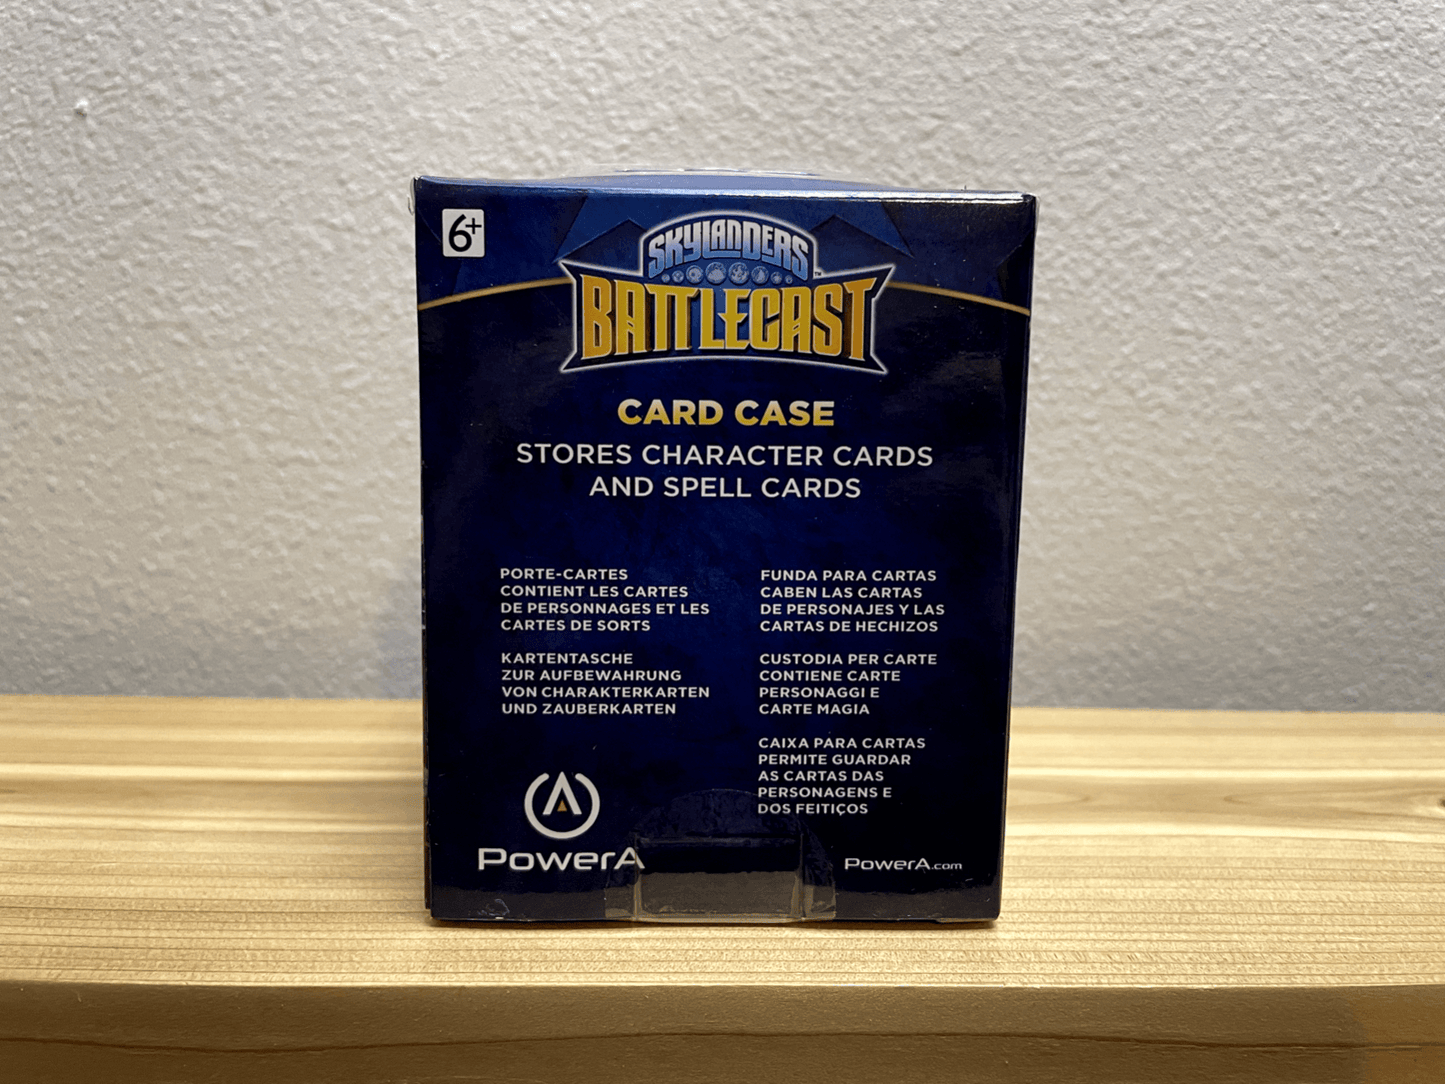 6+
SKYLANDERS
™
BATTLECAST
CARD CASE
STORES CHARACTER CARDS
AND SPELL CARDS
PORTE-CARTES
CONTIENT LES CARTES
DE PERSONNAGES ET LES
CARTES DE SORTS
KARTENTASCHE
ZUR AUFBEWAHRUNG
VON CHARAKTERKARTEN
UND ZAUBERKARTEN
FUNDA PARA CARTAS
CABEN LAS CARTAS
DE PERSONAJES Y LAS
CARTAS DE HECHIZOS
CUSTODIA PER CARTE
CONTIENE CARTE
PERSONAGGI E
CARTE MAGIA
CAIXA PARA CARTAS
PERMITE GUARDAR
AS CARTAS DAS
PERSONAGENS E
DOS FEITIÇOS
PowerA
PowerA.com